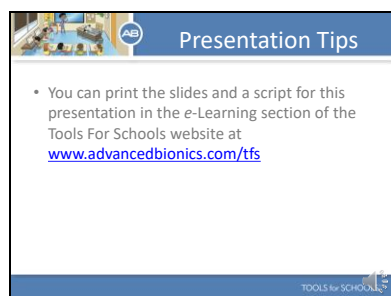 AB
Presentation Tips
• You can print the slides and a script for this
presentation in the e-Learning section of the
Tools For Schools website at
www.advancedbionics.com/tfs
TOOLS for SCHOOLS